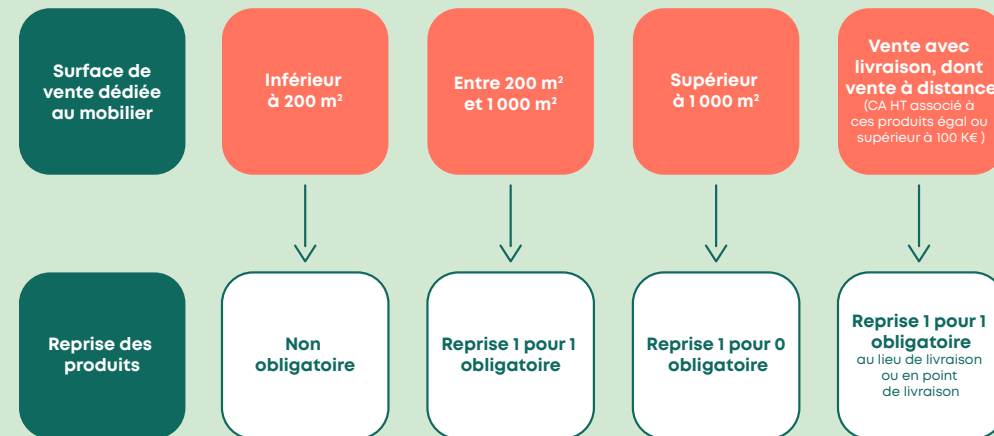 Surface de
vente dédiée
au mobilier
Inférieur
à 200 m²
Entre 200 m²
et 1 000 m²
Supérieur
à 1 000 m²
Vente avec
livraison, dont
vente à distance
(CA HT associé à
ces produits égal ou
supérieur à 100 K€ )
Reprise des
produits
Non
obligatoire
Reprise 1 pour 1
obligatoire
Reprise 1 pour 0
obligatoire
Reprise 1 pour 1
obligatoire
au lieu de livraison
ou en point
de livraison